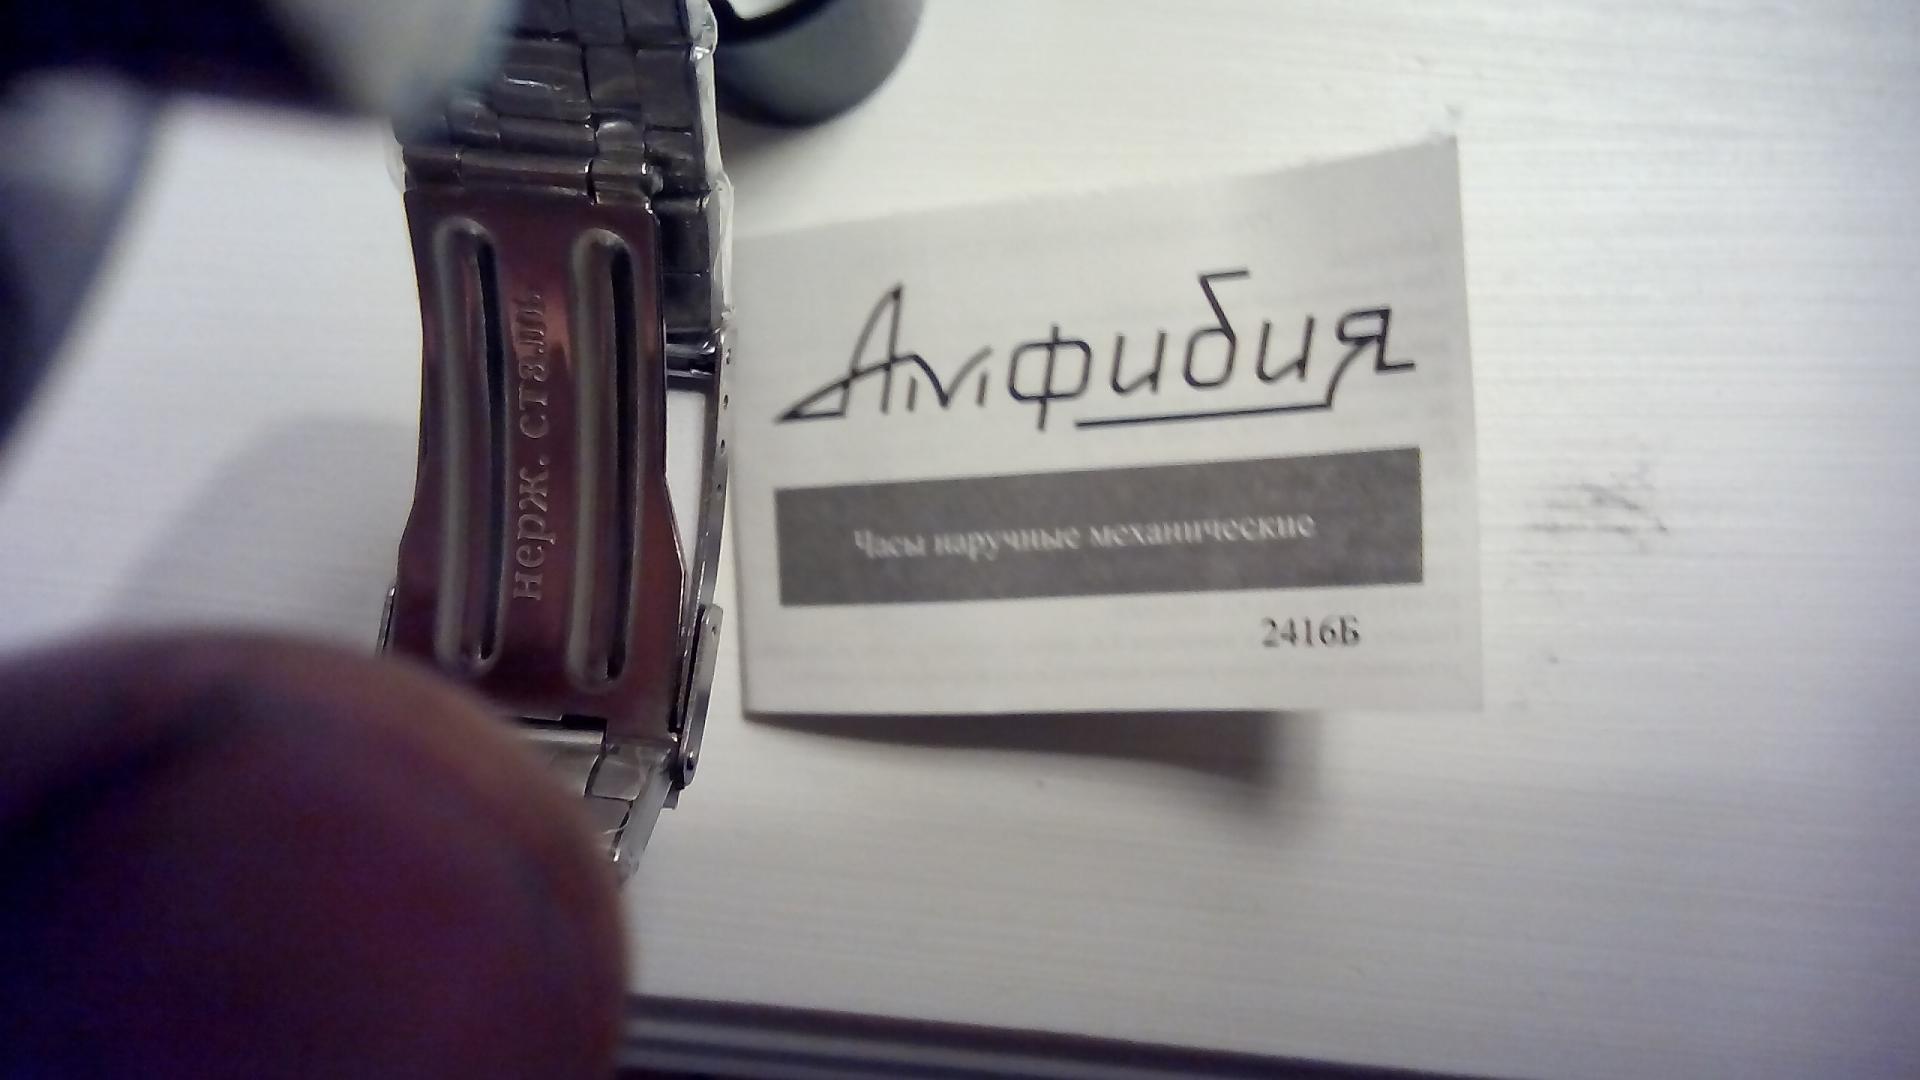 нерж. сталь
Амфибия
Часы наручные механические
2416Б